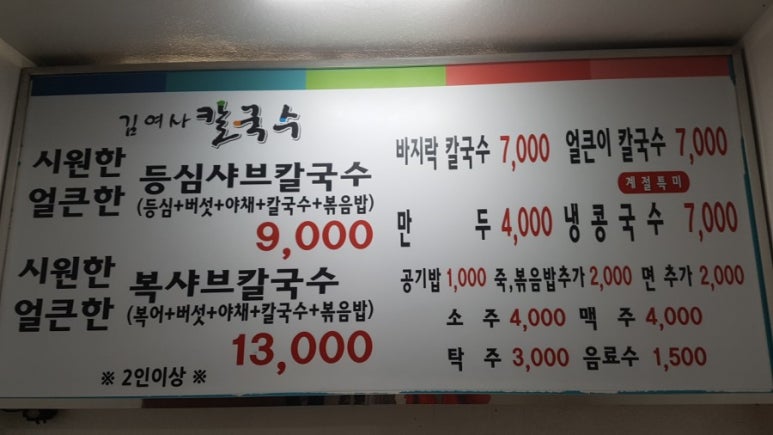 김여사 칼국수
시원한
얼큰한
등심샤브칼국수
(등심+버섯+야채+칼국수+볶음밥)
9,000
시원한
얼큰한
복샤브칼국수
(복어+버섯+야채+칼국수+볶음밥)
13,000
※ 2인이상 ※
바지락 칼국수 7,000 얼큰이 칼국수 7,000
계절특미
만두 4,000 냉콩국수 7,000
공기밥 1,000 죽,볶음밥추가 2,000 면 추가 2,000
소주 4,000 맥주 4,000
탁주 3,000 음료수 1,500